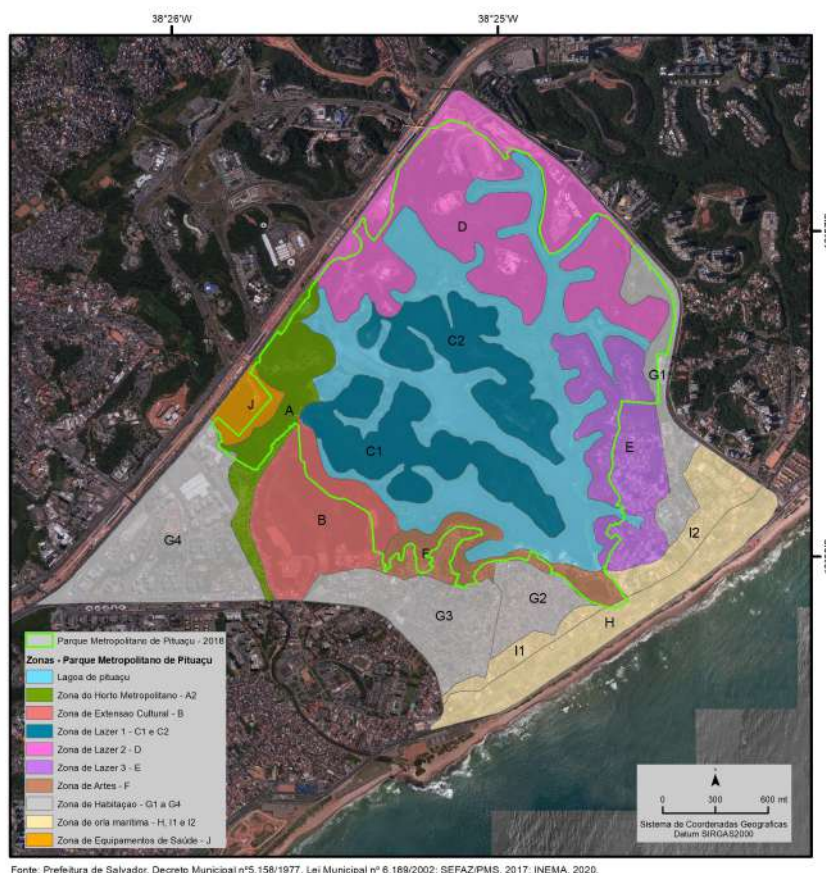 38°26'W
38°25'W
D
C2
G1
J
A
C1
E
B
I2
F
G4
G2
G3
H
I1
Parque Metropolitano de Pituaçu - 2018
Zonas - Parque Metropolitano de Pituaçu
Lagoa de pituaçu
Zona do Horto Metropolitano - A2
Zona de Extensao Cultural - B
Zona de Lazer 1 - C1 e C2
Zona de Lazer 2 - D
Zona de Lazer 3 - E
Zona de Artes - F
Zona de Habitaçao - G1 a G4
Zona de orla marítima - H, I1 e I2
Zona de Equipamentos de Saúde - J
0 300 600 mt
Sistema de Coordenadas Geograficas
Datum SIRGAS2000
Fonte: Prefeitura de Salvador. Decreto Municipal nº5.158/1977. Lei Municipal nº 6.189/2002; SEFAZ/PMS, 2017; INEMA, 2020.